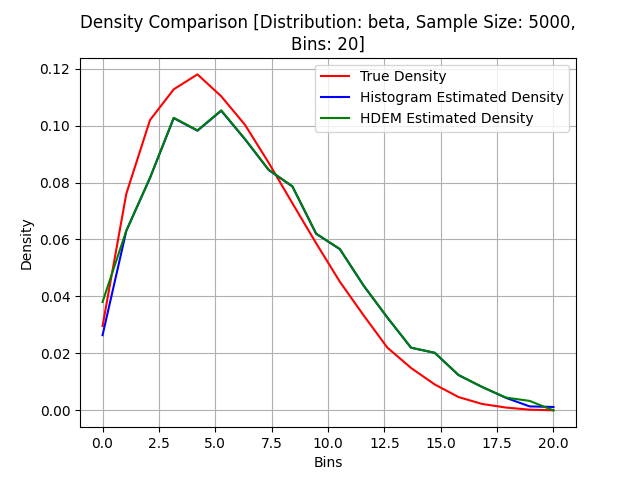 Density Comparison [Distribution: beta, Sample Size: 5000,
Bins: 20]
True Density
Histogram Estimated Density
HDEM Estimated Density
Density
0.12
0.10
0.08
0.06
0.04
0.02
0.00
0.0 2.5 5.0 7.5 10.0 12.5 15.0 17.5 20.0
Bins